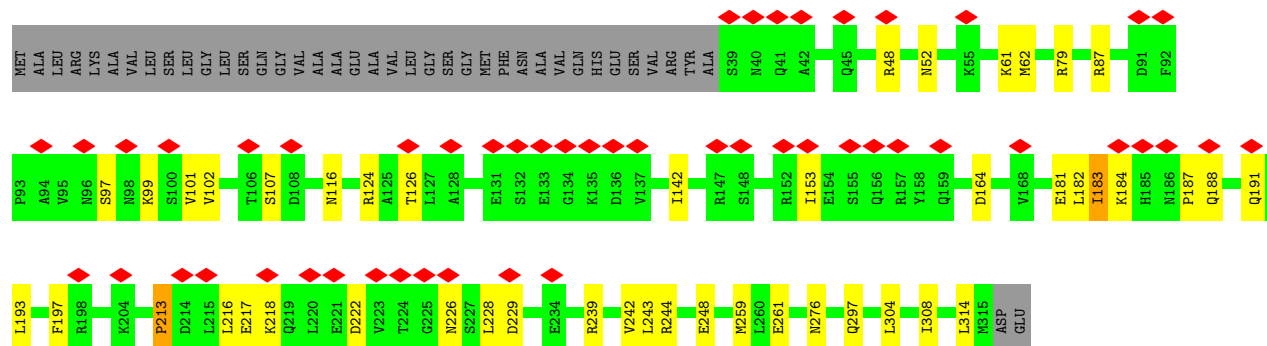 MET ALA LEU ARG LYS ALA VAL LEU SER LEU GLY LEU SER GLN GLY VAL ALA ALA GLU ALA VAL LEU GLY SER GLY MET PHE ASN ALA VAL GLN HIS GLU SER VAL ARG TYR ALA S39 N40 Q41 A42 Q45 R48 N52 K55 K61 M62 R79 R87 D91 F92
P93 A94 V95 N96 S97 N98 K99 S100 V101 V102 T106 S107 D108 N116 R124 A125 T126 L127 A128 E131 S132 E133 G134 K135 D136 V137 I142 R147 S148 R152 I153 E154 S155 Q156 R157 Y158 Q159 D164 V168 E181 L182 I183 K184 H185 N186 P187 Q188 Q191
L193 F197 R198 K204 P213 D214 L215 L216 E217 K218 Q219 L220 E221 D222 V223 T224 G225 N226 S227 L228 D229 E234 R239 V242 L243 R244 E248 M259 L260 E261 N276 Q297 L304 I308 L314 M315 ASP GLU